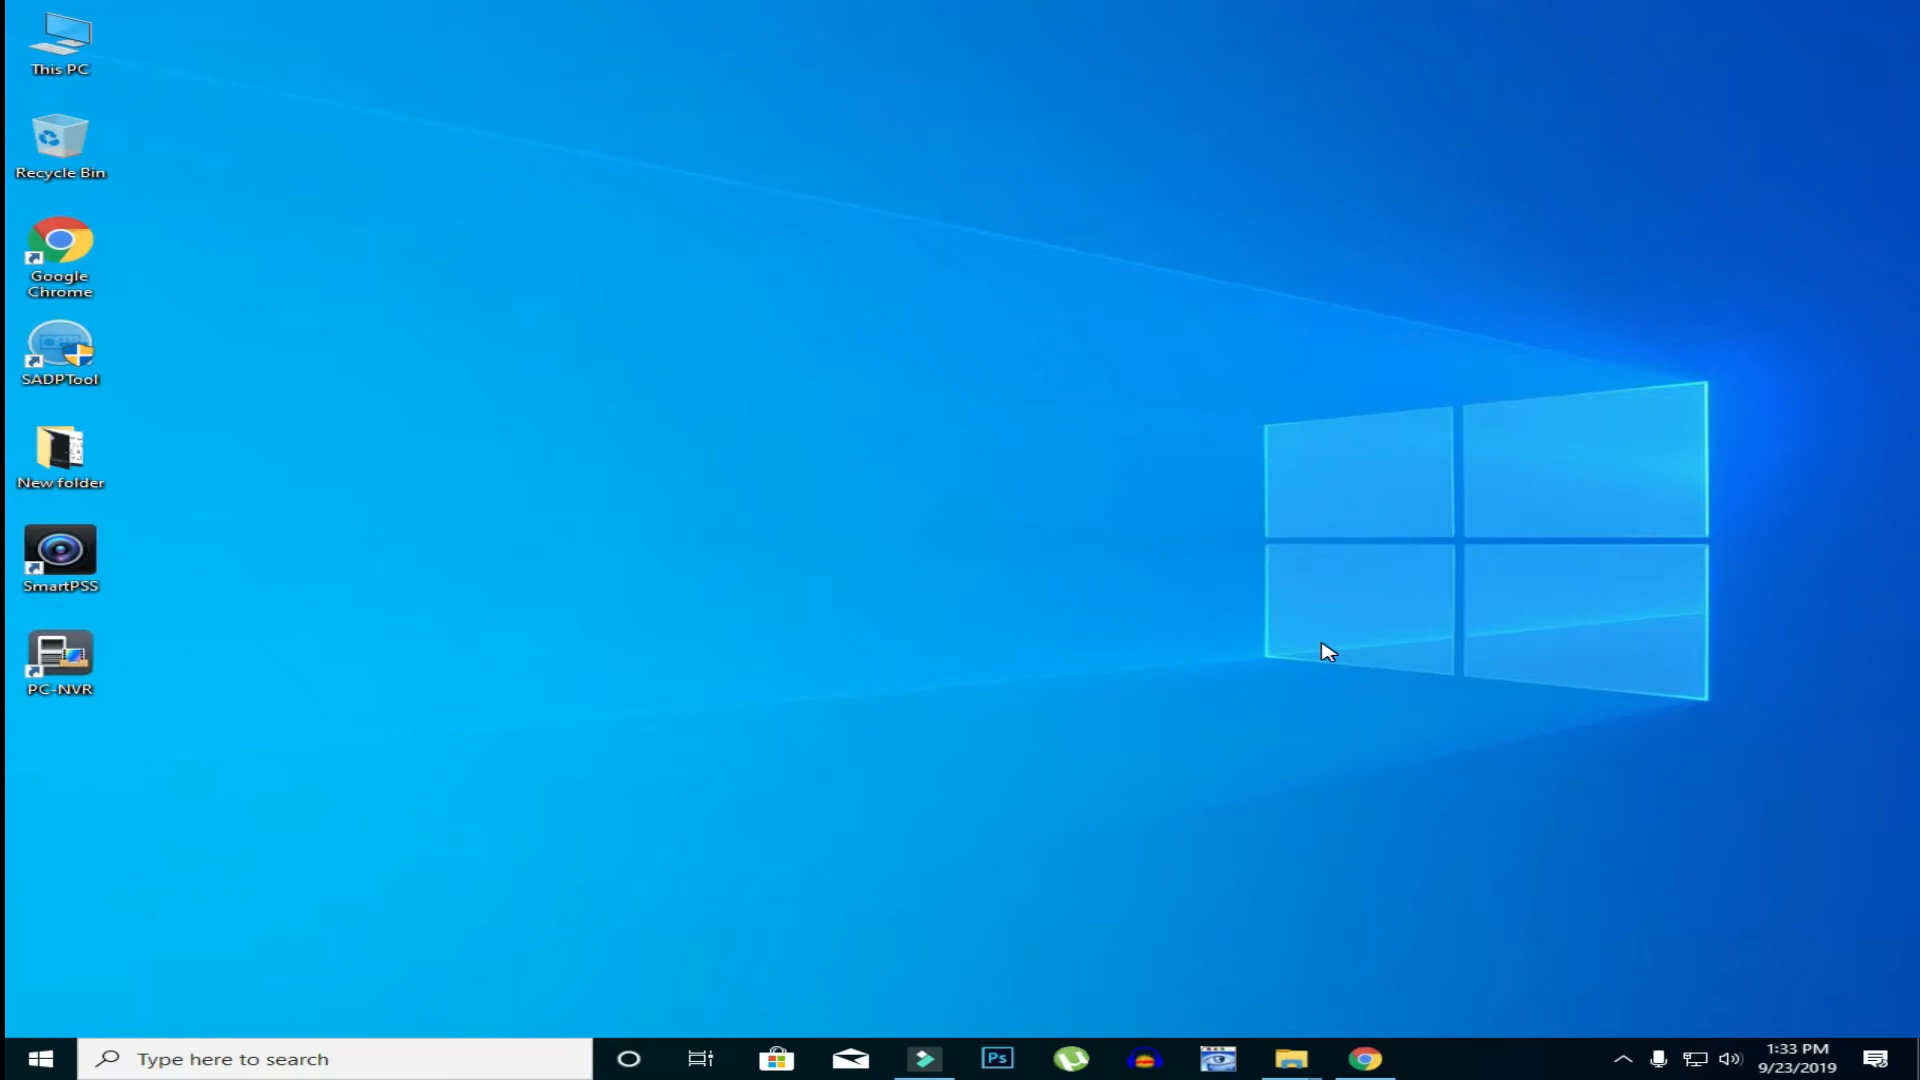 This PC
Recycle Bin
Google
Chrome
SADPTool
New folder
SmartPSS
PC-NVR
Type here to search
Ps
1:33 PM
9/23/2019